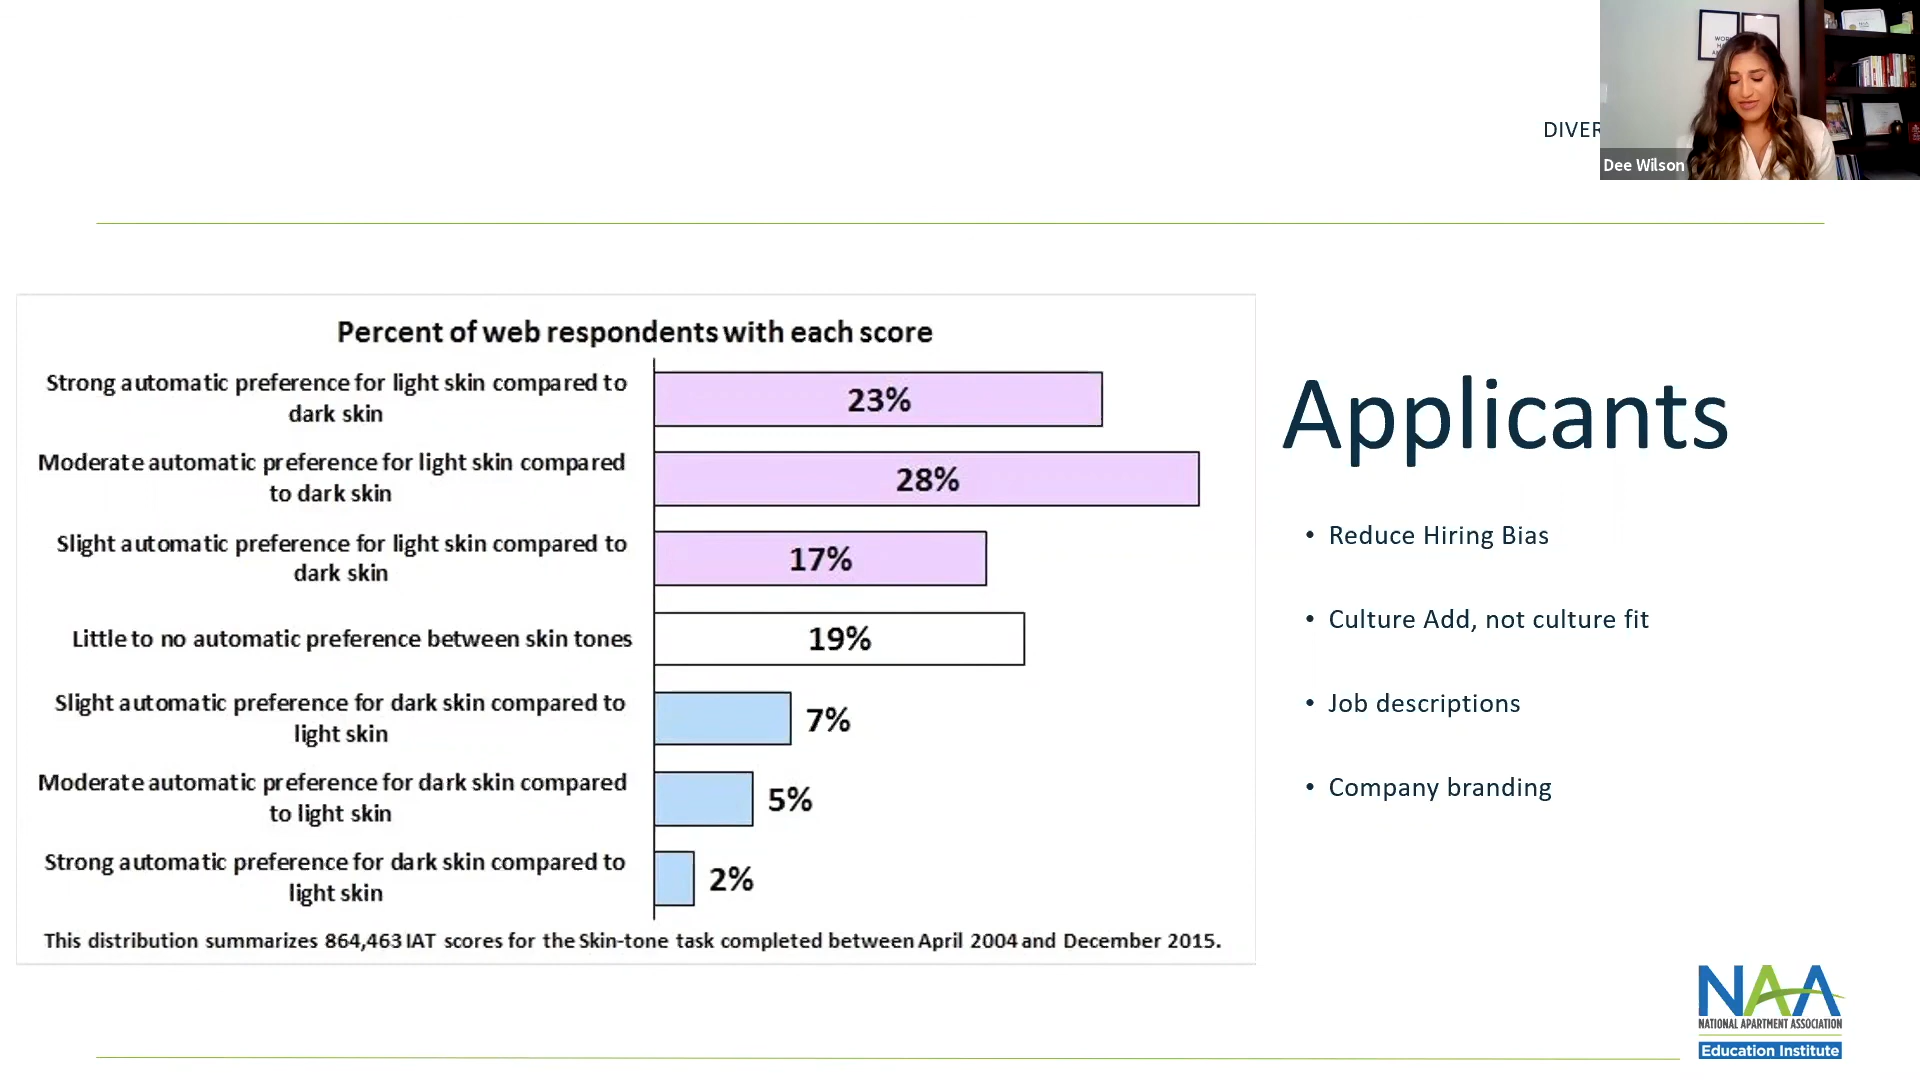 DIVER
Dee Wilson
Percent of web respondents with each score
Strong automatic preference for light skin compared to
dark skin
23%
Moderate automatic preference for light skin compared
to dark skin
28%
Slight automatic preference for light skin compared to
dark skin
17%
Little to no automatic preference between skin tones
19%
Slight automatic preference for dark skin compared to
light skin
7%
Moderate automatic preference for dark skin compared
to light skin
5%
Strong automatic preference for dark skin compared to
light skin
2%
This distribution summarizes 864,463 IAT scores for the Skin-tone task completed between April 2004 and December 2015.
Applicants
• Reduce Hiring Bias
• Culture Add, not culture fit
• Job descriptions
• Company branding
NAA
NATIONAL APARTMENT ASSOCIATION
Education Institute